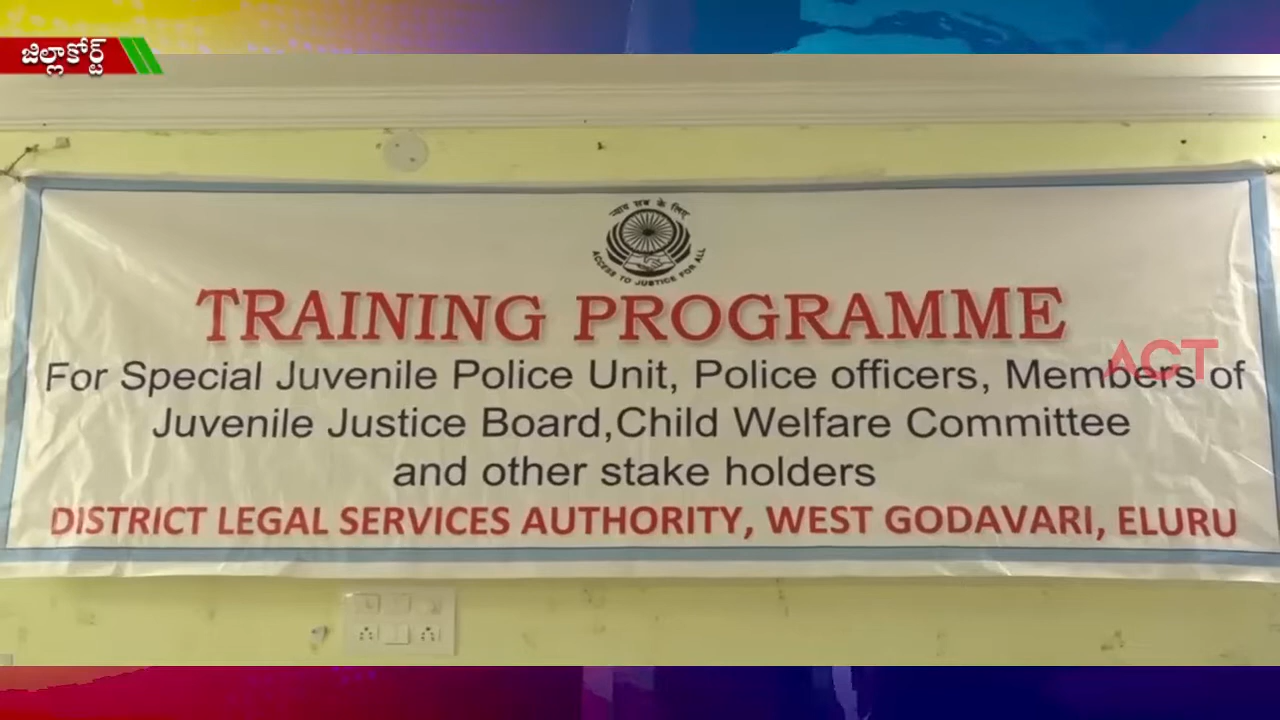 జిల్లాకోర్ట్
न्याय सब के लिए
ACCESS TO JUSTICE FOR ALL
TRAINING PROGRAMME
ACT
For Special Juvenile Police Unit, Police officers, Members of
Juvenile Justice Board,Child Welfare Committee
and other stake holders
DISTRICT LEGAL SERVICES AUTHORITY, WEST GODAVARI, ELURU